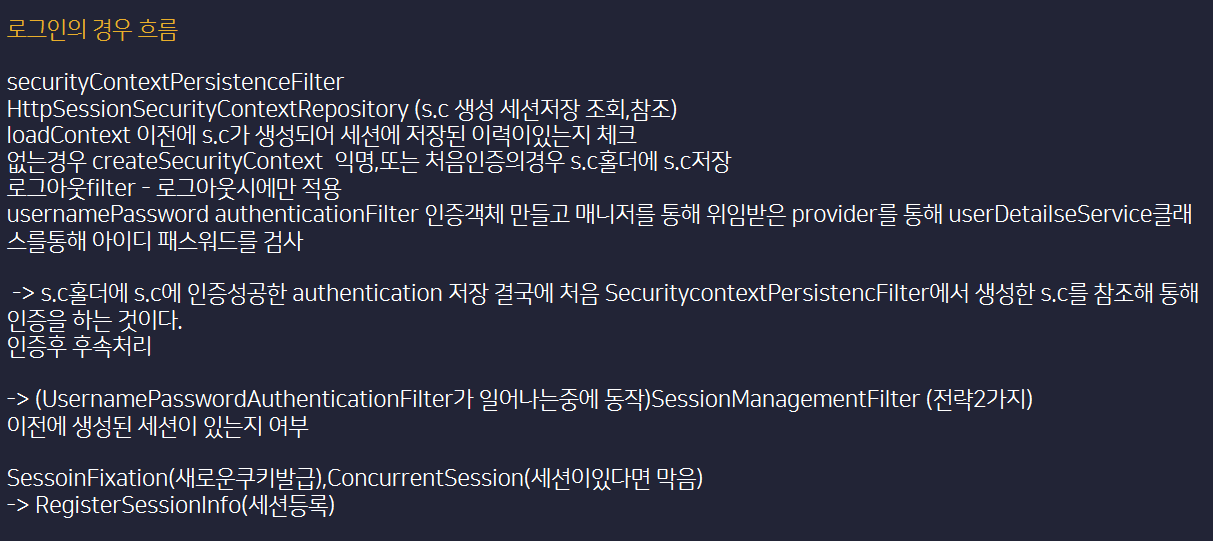 로그인의 경우 흐름
securityContextPersistenceFIlter
HttpSessionSecurityContextRepository (s.c 생성 세션저장 조회,참조)
loadContext 이전에 s.c가 생성되어 세션에 저장된 이력이있는지 체크
없는경우 createSecurityContext 익명,또는 처음인증의경우 s.c홀더에 s.c저장
로그아웃filter - 로그아웃시에만 적용
usernamePassword authenticationFilter 인증객체 만들고 매니저를 통해 위임받은 provider를 통해 userDetailseService클래
스를통해 아이디 패스워드를 검사
-> s.c홀더에 s.c에 인증성공한 authentication 저장 결국에 처음 SecuritycontextPersistencFilter에서 생성한 s.c를 참조해 통해
인증을 하는 것이다.
인증후 후속처리
-> (UsernamePasswordAuthenticationFilter가 일어나는중에 동작)SessionManagementFilter (전략2가지)
이전에 생성된 세션이 있는지 여부
SessoinFixation(새로운쿠키발급),ConcurrentSession(세션이있다면 막음)
-> RegisterSessionInfo(세션등록)